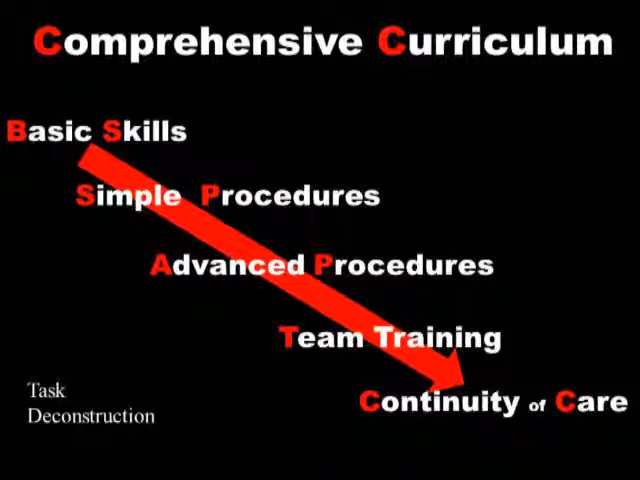 Comprehensive Curriculum
Basic Skills
Simple Procedures
Advanced Procedures
Team Training
Continuity of Care
Task
Deconstruction